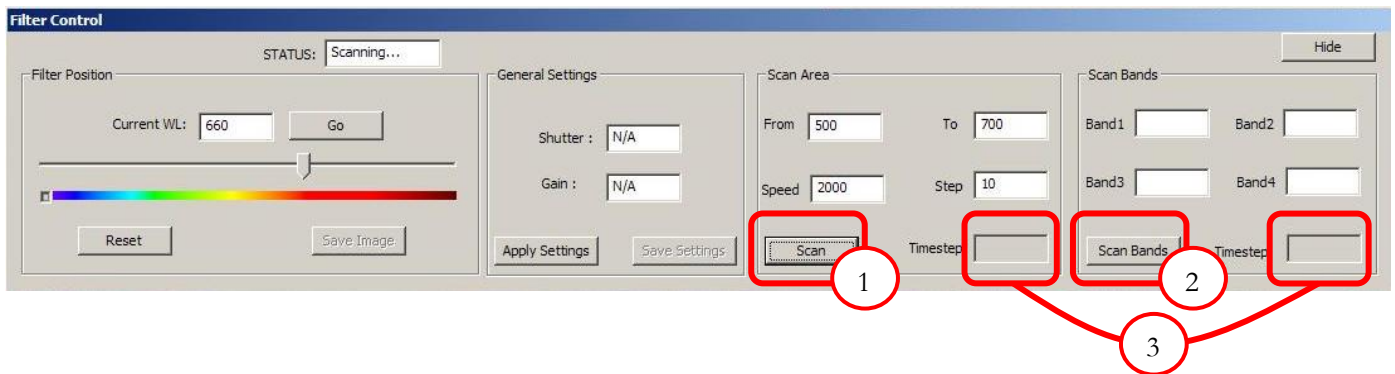 Filter Control
STATUS: Scanning...
Hide
Filter Position
Current WL: 660 Go
Reset Save Image
General Settings
Shutter : N/A
Gain : N/A
Apply Settings Save Settings
Scan Area
From 500 To 700
Speed 2000 Step 10
Scan Timestep
Scan Bands
Band1 Band2
Band3 Band4
Scan Bands Timestep
1
2
3